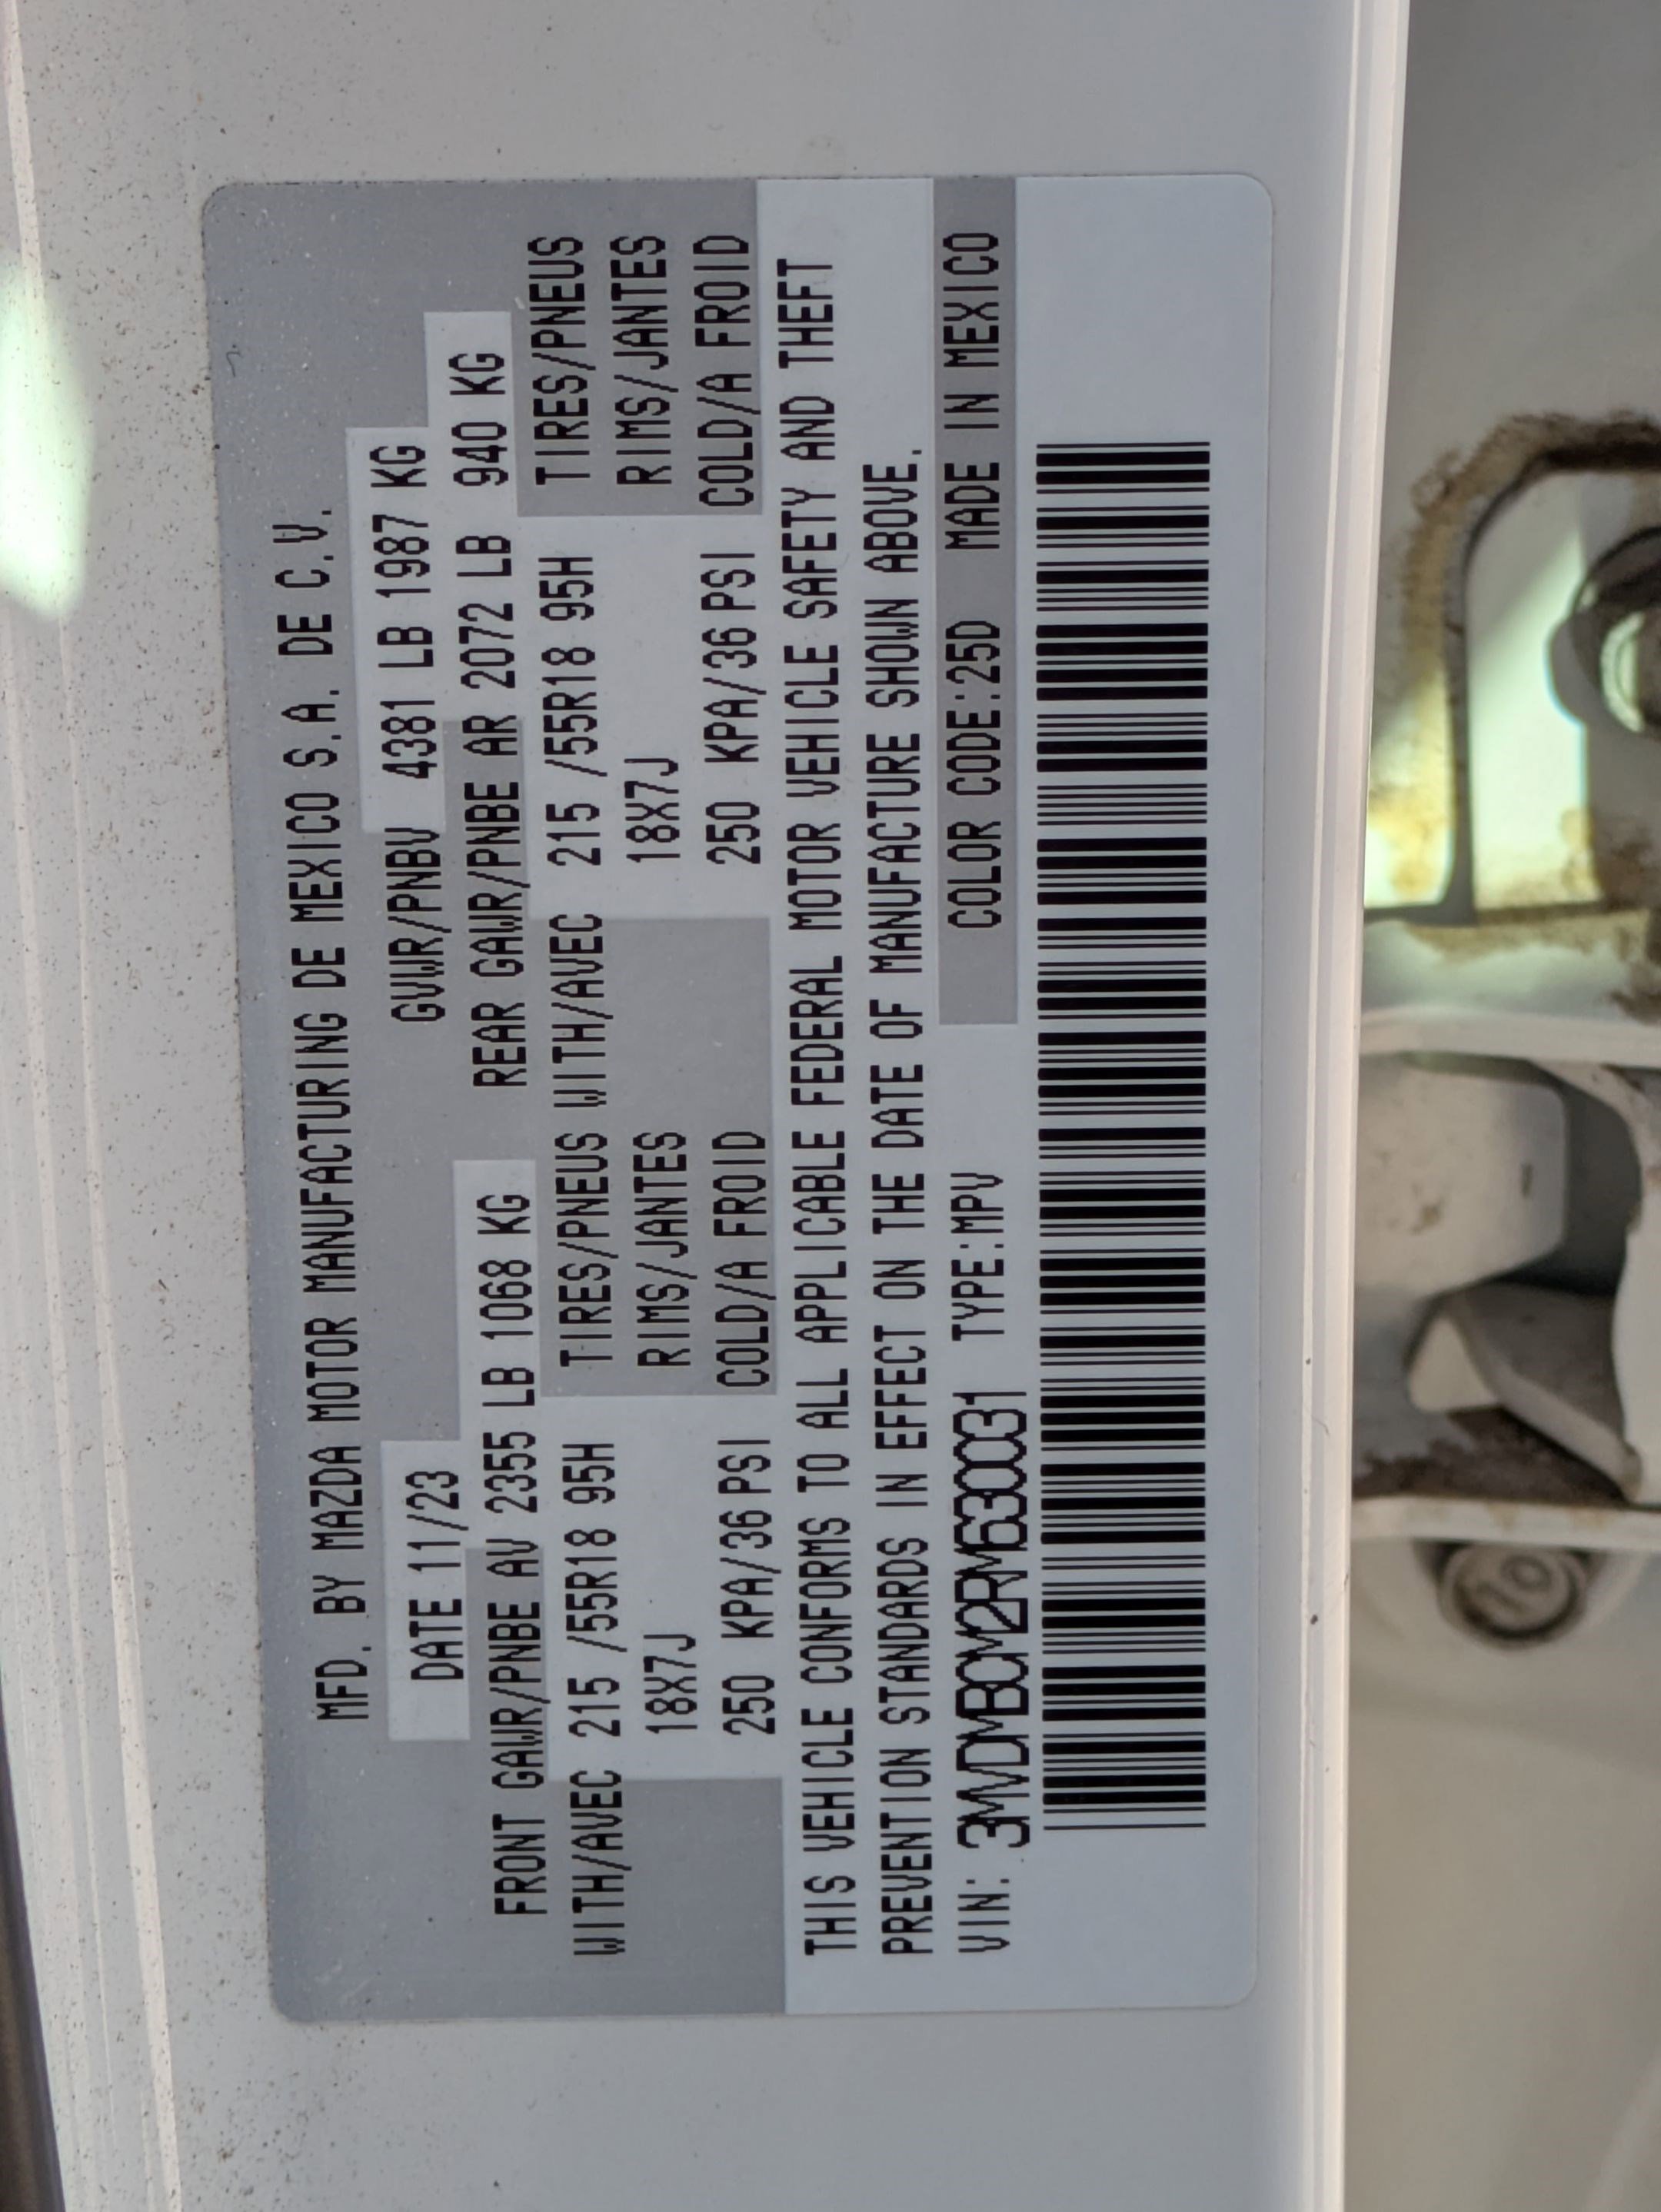 MFD. BY MAZDA MOTOR MANUFACTURING DE MEXICO S.A. DE C.V.
DATE 11/23 GVWR/PNBV 4381 LB 1987 KG
FRONT GAWR/PNBE AV 2355 LB 1068 KG REAR GAWR/PNBE AR 2072 LB 940 KG
WITH/AVEC 215 /55R18 95H TIRES/PNEUS WITH/AVEC 215 /55R18 95H TIRES/PNEUS
18X7J RIMS/JANTES 18X7J RIMS/JANTES
250 KPA/36 PSI COLD/A FROID 250 KPA/36 PSI COLD/A FROID
THIS VEHICLE CONFORMS TO ALL APPLICABLE FEDERAL MOTOR VEHICLE SAFETY AND THEFT
PREVENTION STANDARDS IN EFFECT ON THE DATE OF MANUFACTURE SHOWN ABOVE.
VIN: 3MVDMBCM2RM630031 TYPE:MPV COLOR CODE:25D MADE IN MEXICO
10